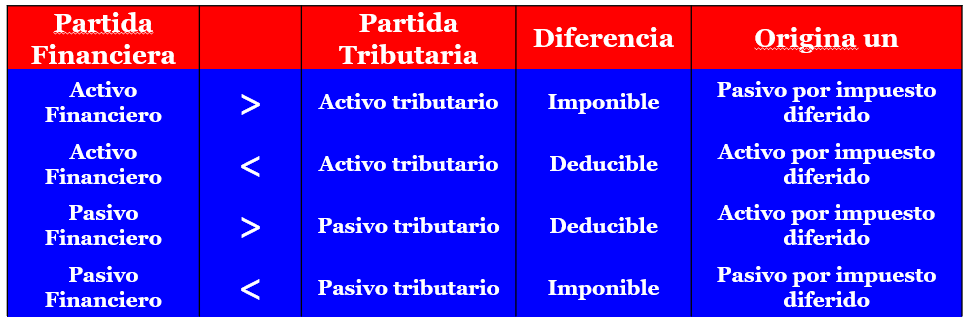 Partida Financiera Partida Tributaria Diferencia Origina un
Activo Financiero > Activo tributario Imponible Pasivo por impuesto diferido
Activo Financiero < Activo tributario Deducible Activo por impuesto diferido
Pasivo Financiero > Pasivo tributario Deducible Activo por impuesto diferido
Pasivo Financiero < Pasivo tributario Imponible Pasivo por impuesto diferido